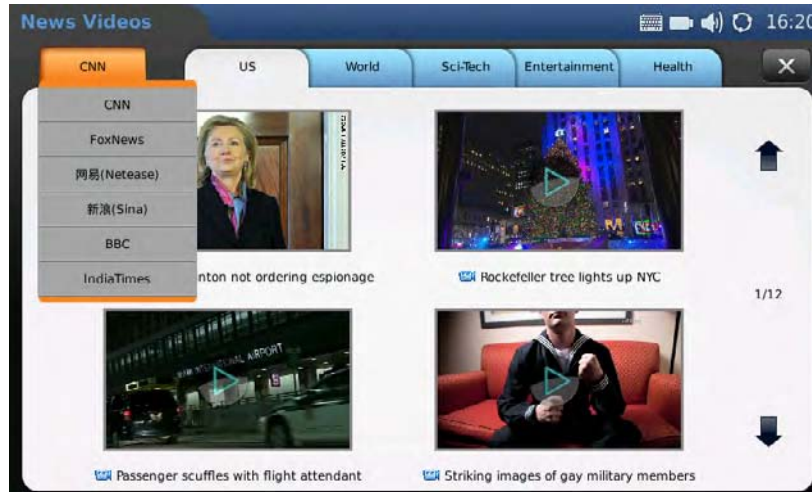 News Videos
16:20
CNN
US
World
Sci-Tech
Entertainment
Health
CNN
FoxNews
网易(Netease)
新浪(Sina)
BBC
IndiaTimes
nton not ordering espionage
Rockefeller tree lights up NYC
1/12
INTERNATIONAL AIRPORT
Passenger scuffles with flight attendant
Striking images of gay military members